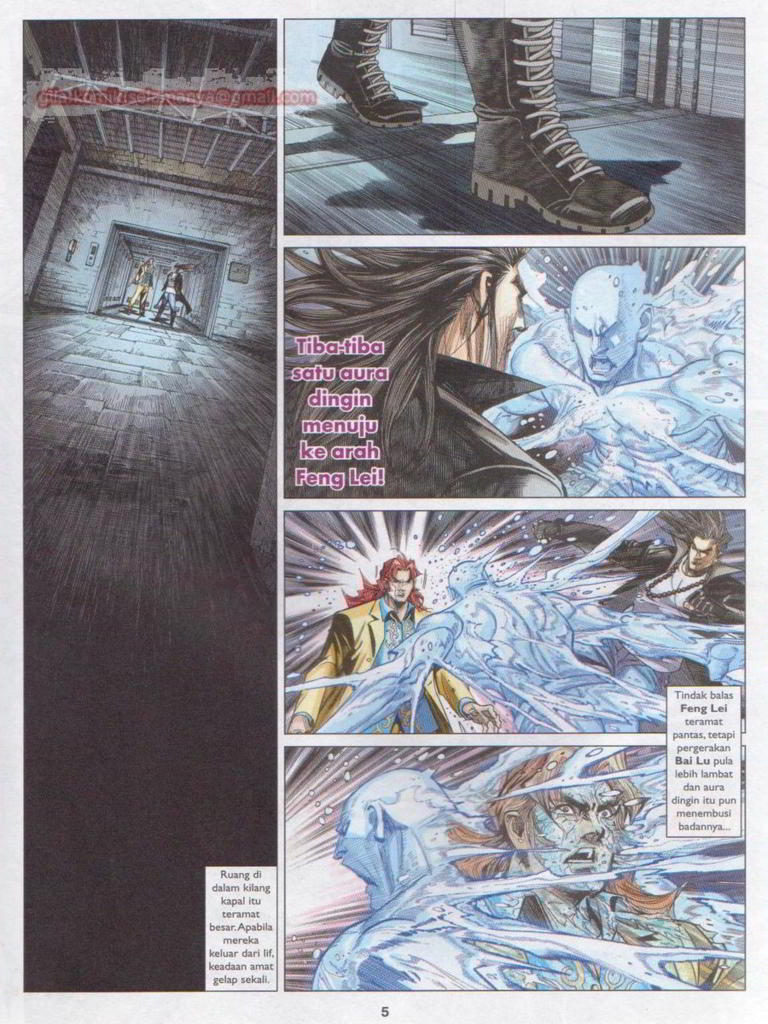 Ruang di
dalam kilang
kapal itu
teramat
besar. Apabila
mereka
keluar dari lif,
keadaan amat
gelap sekali.
Tiba-tiba
satu aura
dingin
menuju
ke arah
Feng Lei!
Tindak balas
Feng Lei
teramat
pantas, tetapi
pergerakan
Bai Lu pula
lebih lambat
dan aura
dingin itu pun
menembusi
badannya...
5